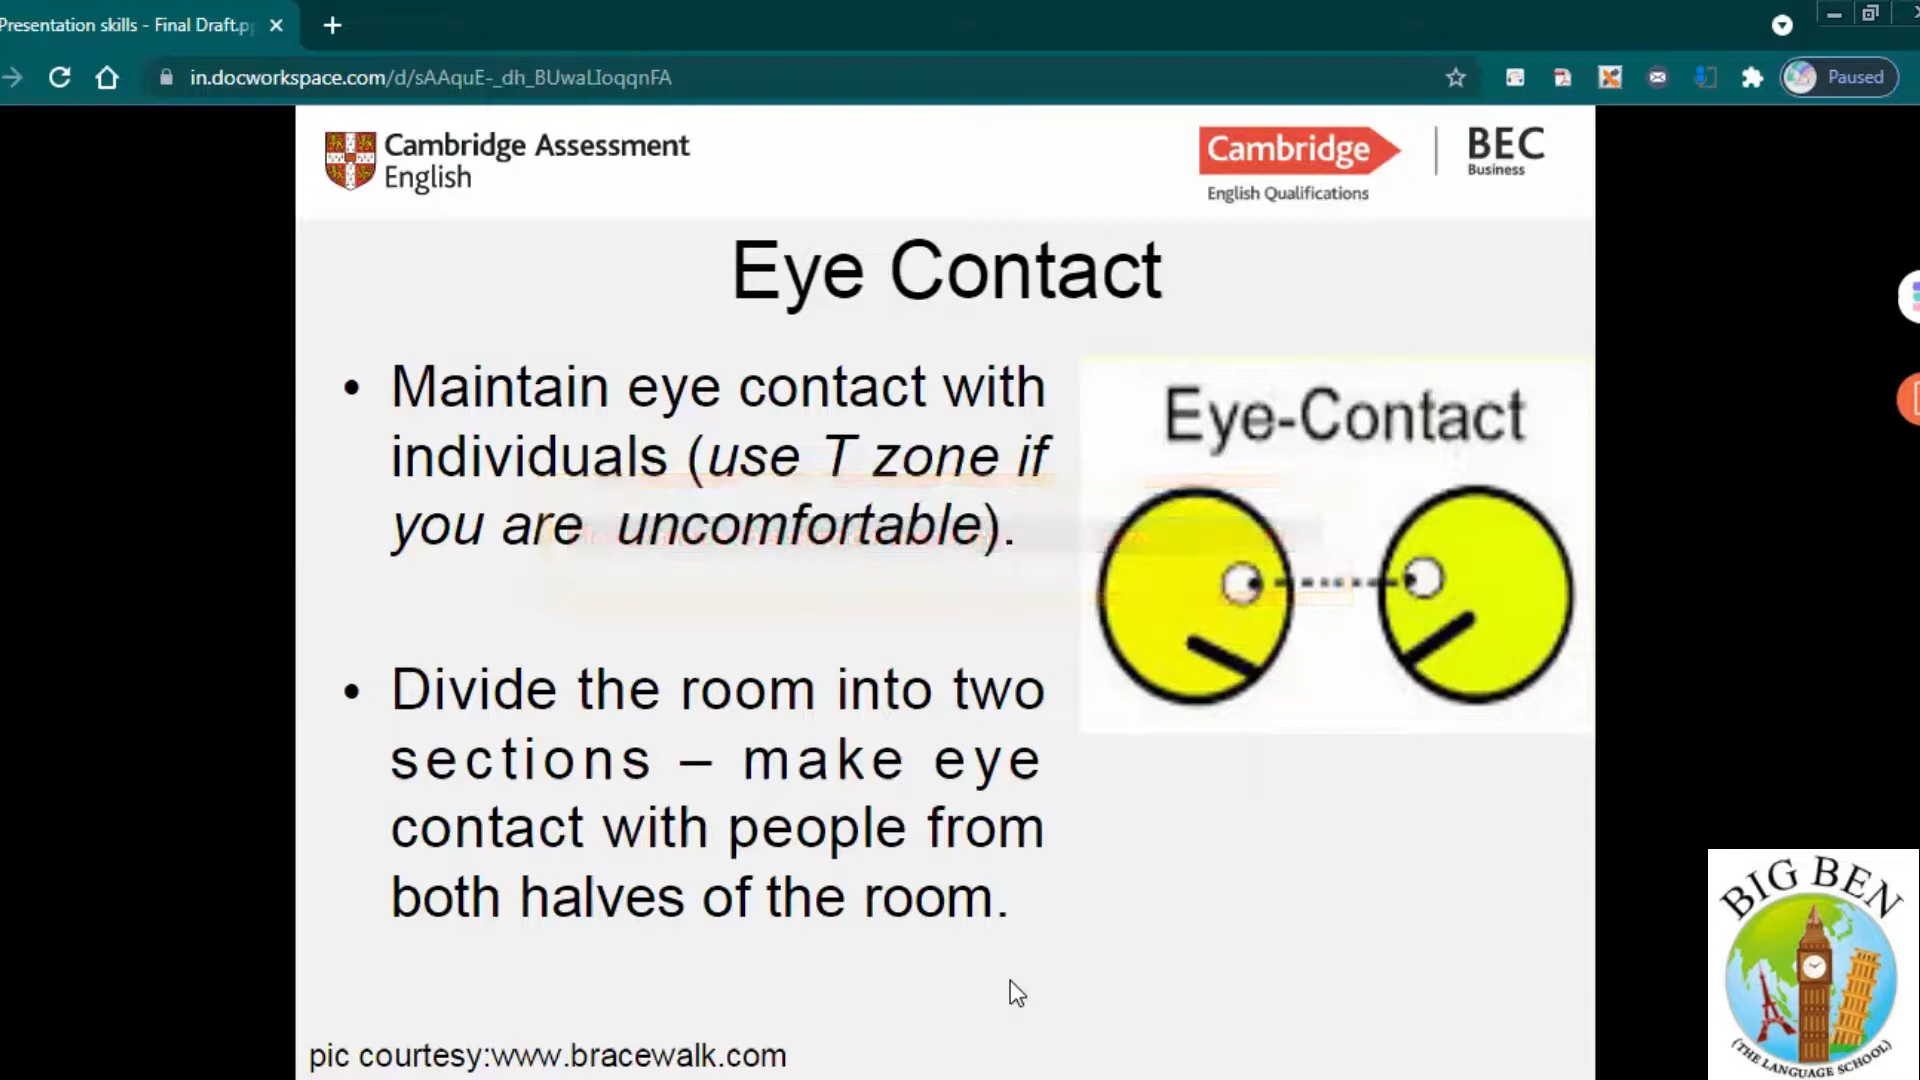 Presentation skills - Final Draft.pp
in.docworkspace.com/d/sAAquE-_dh_BUwaLIoqqnFA
Paused
Cambridge Assessment
English
Cambridge
English Qualifications
BEC
Business
Eye Contact
• Maintain eye contact with
individuals (use T zone if
you are uncomfortable).
• Divide the room into two
sections – make eye
contact with people from
both halves of the room.
Eye-Contact
pic courtesy:www.bracewalk.com
BIG BEN
(THE LANGUAGE SCHOOL)